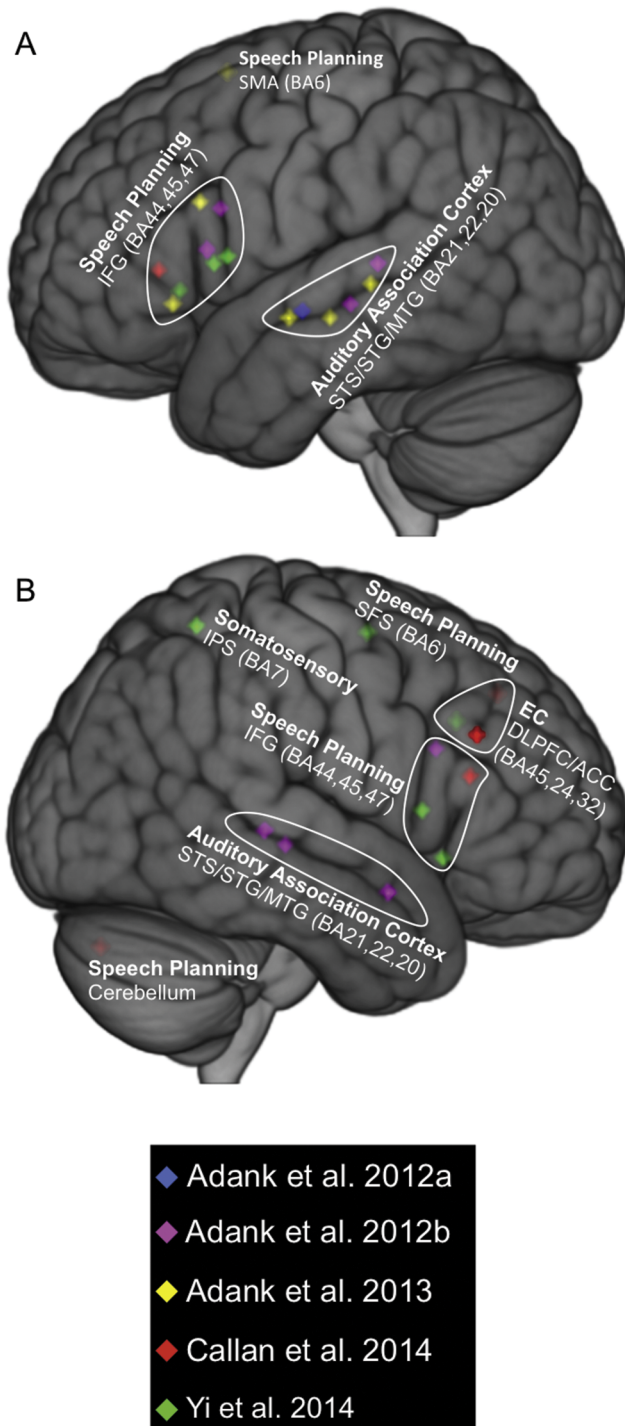 A
Speech Planning
SMA (BA6)
Speech Planning
IFG (BA44,45,47)
Auditory Association Cortex
STS/STG/MTG (BA21,22,20)
B
Somatosensory
IPS (BA7)
Speech Planning
SFS (BA6)
EC
DLPFC/ACC
(BA45,24,32)
Speech Planning
IFG (BA44,45,47)
Auditory Association Cortex
STS/STG/MTG (BA21,22,20)
Speech Planning
Cerebellum
Adank et al. 2012a
Adank et al. 2012b
Adank et al. 2013
Callan et al. 2014
Yi et al. 2014